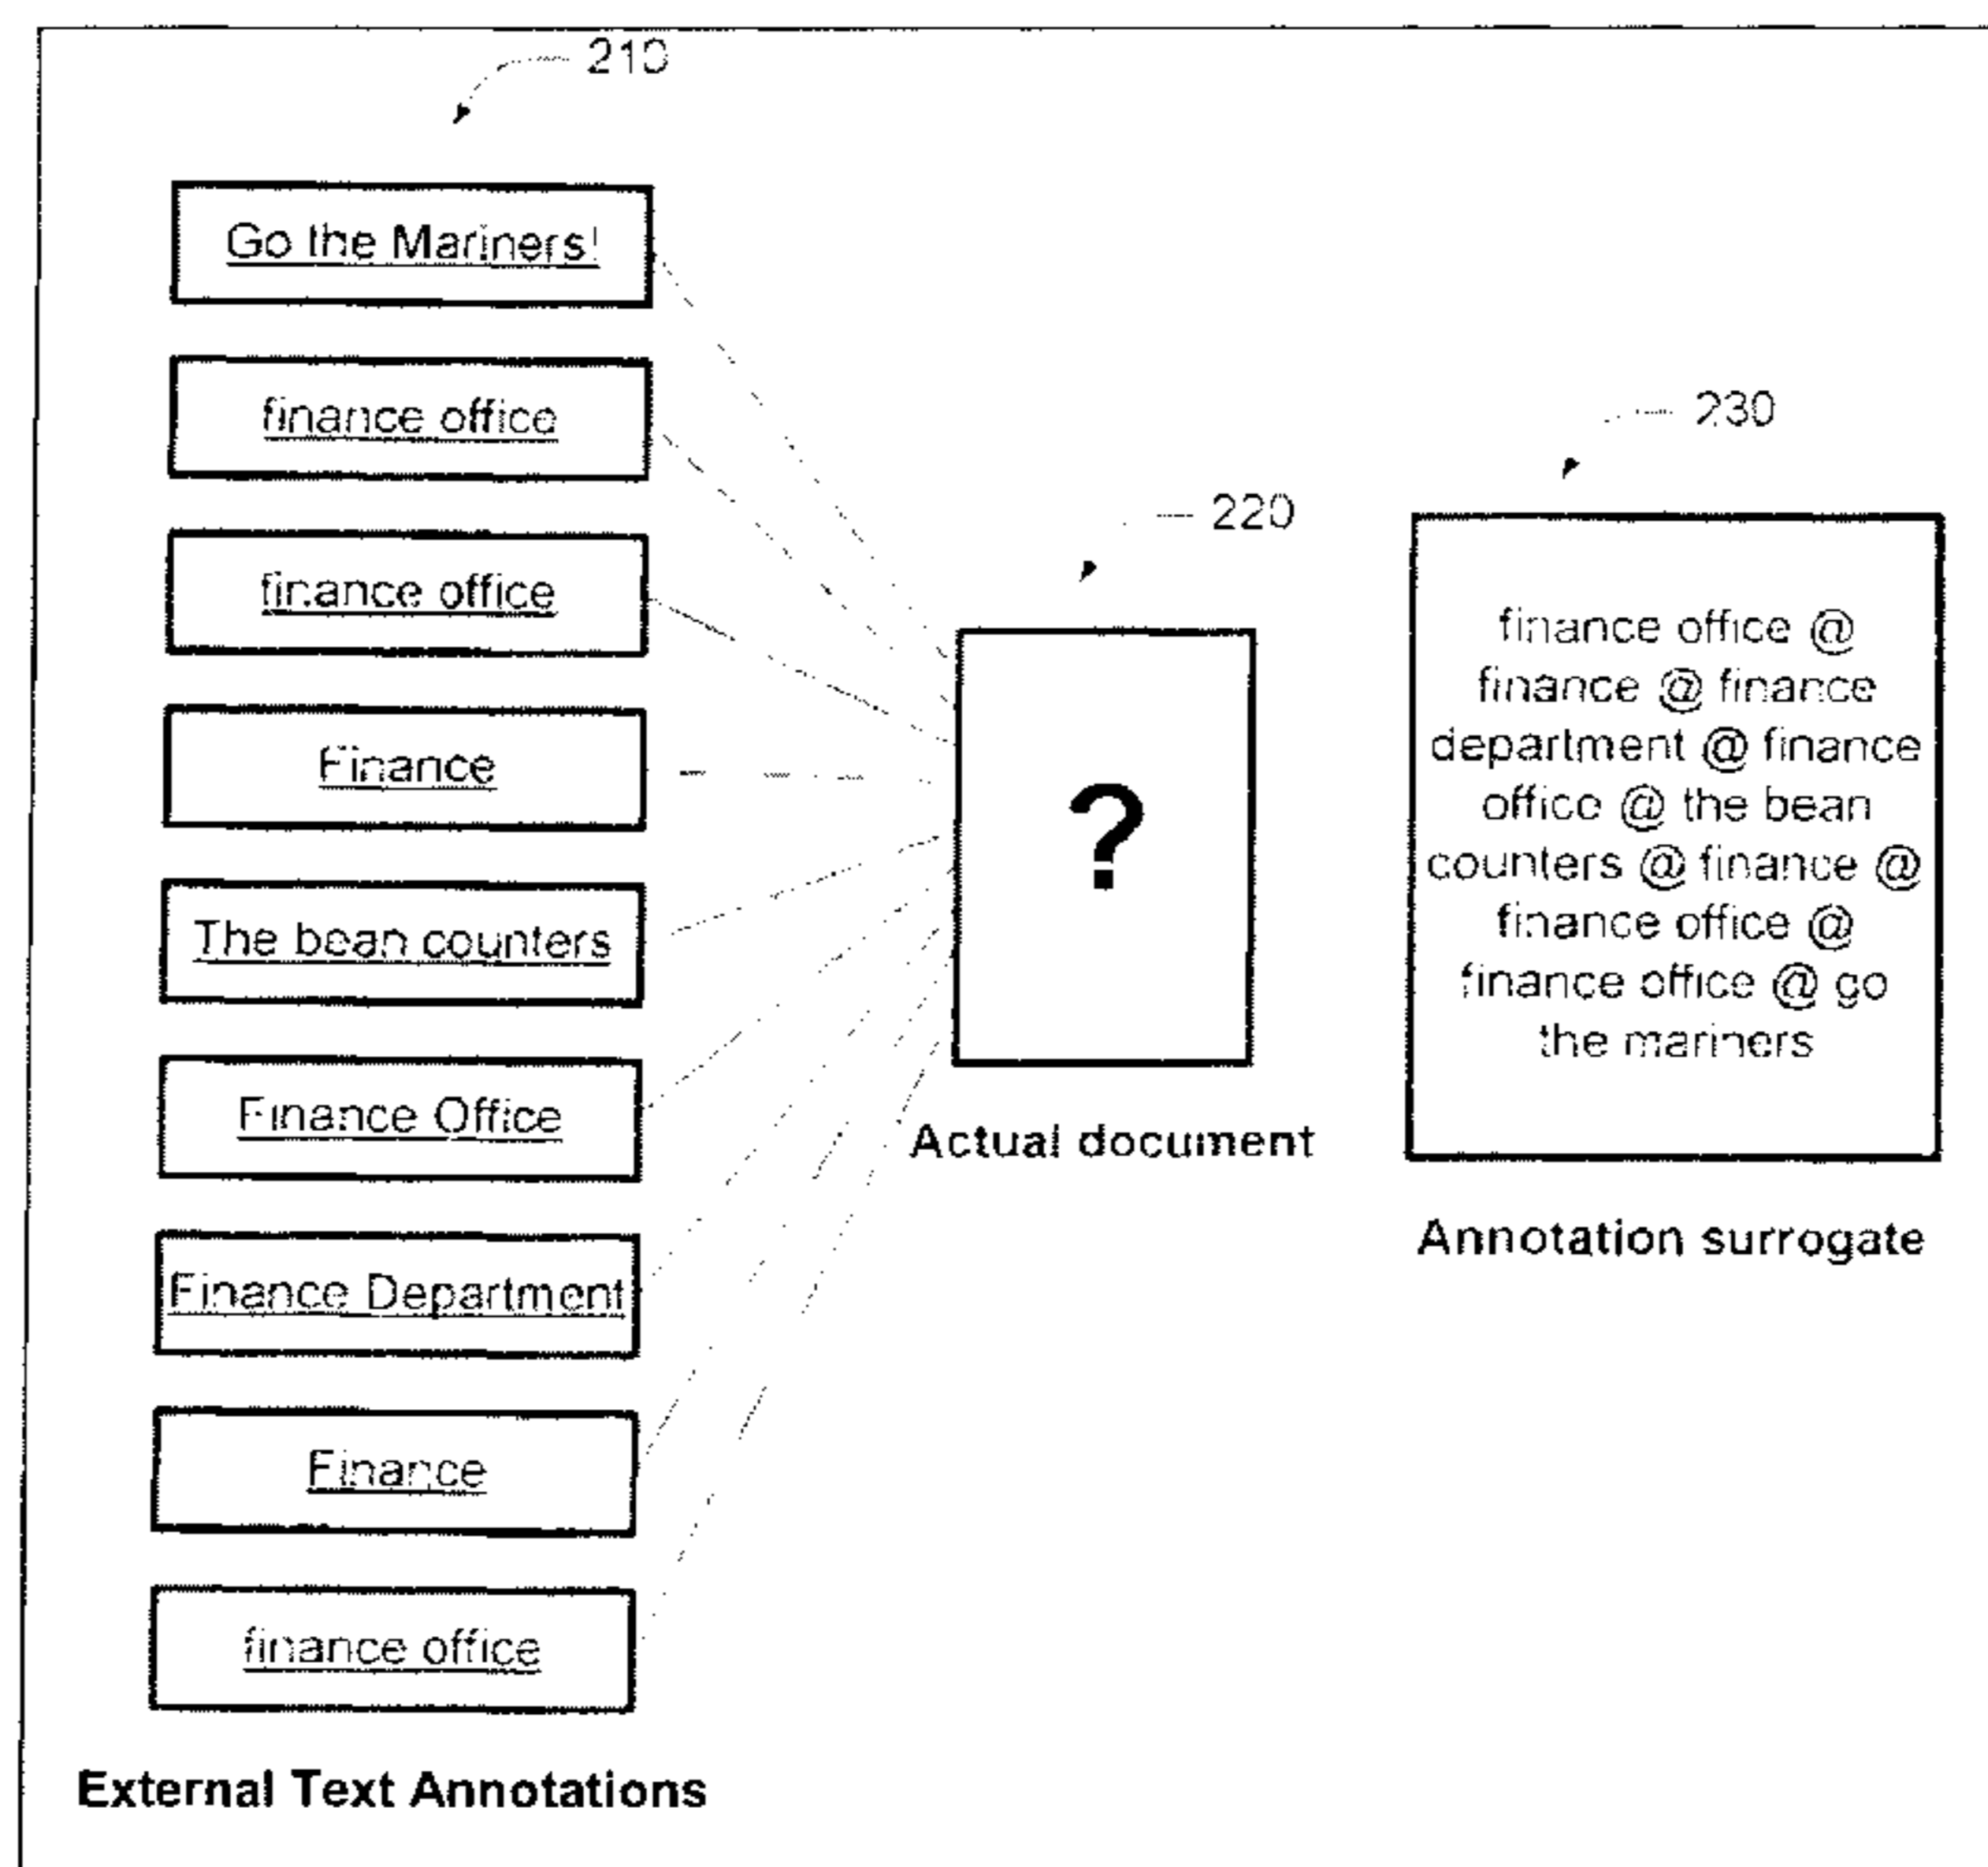 210
Go the Mariners!
finance office
finance office
Finance
The bean counters
Finance Office
Finance Department
Finance
finance office
External Text Annotations
220
?
Actual document
230
finance office @
finance @ finance
department @ finance
office @ the bean
counters @ finance @
finance office @
finance office @ go
the mariners
Annotation surrogate